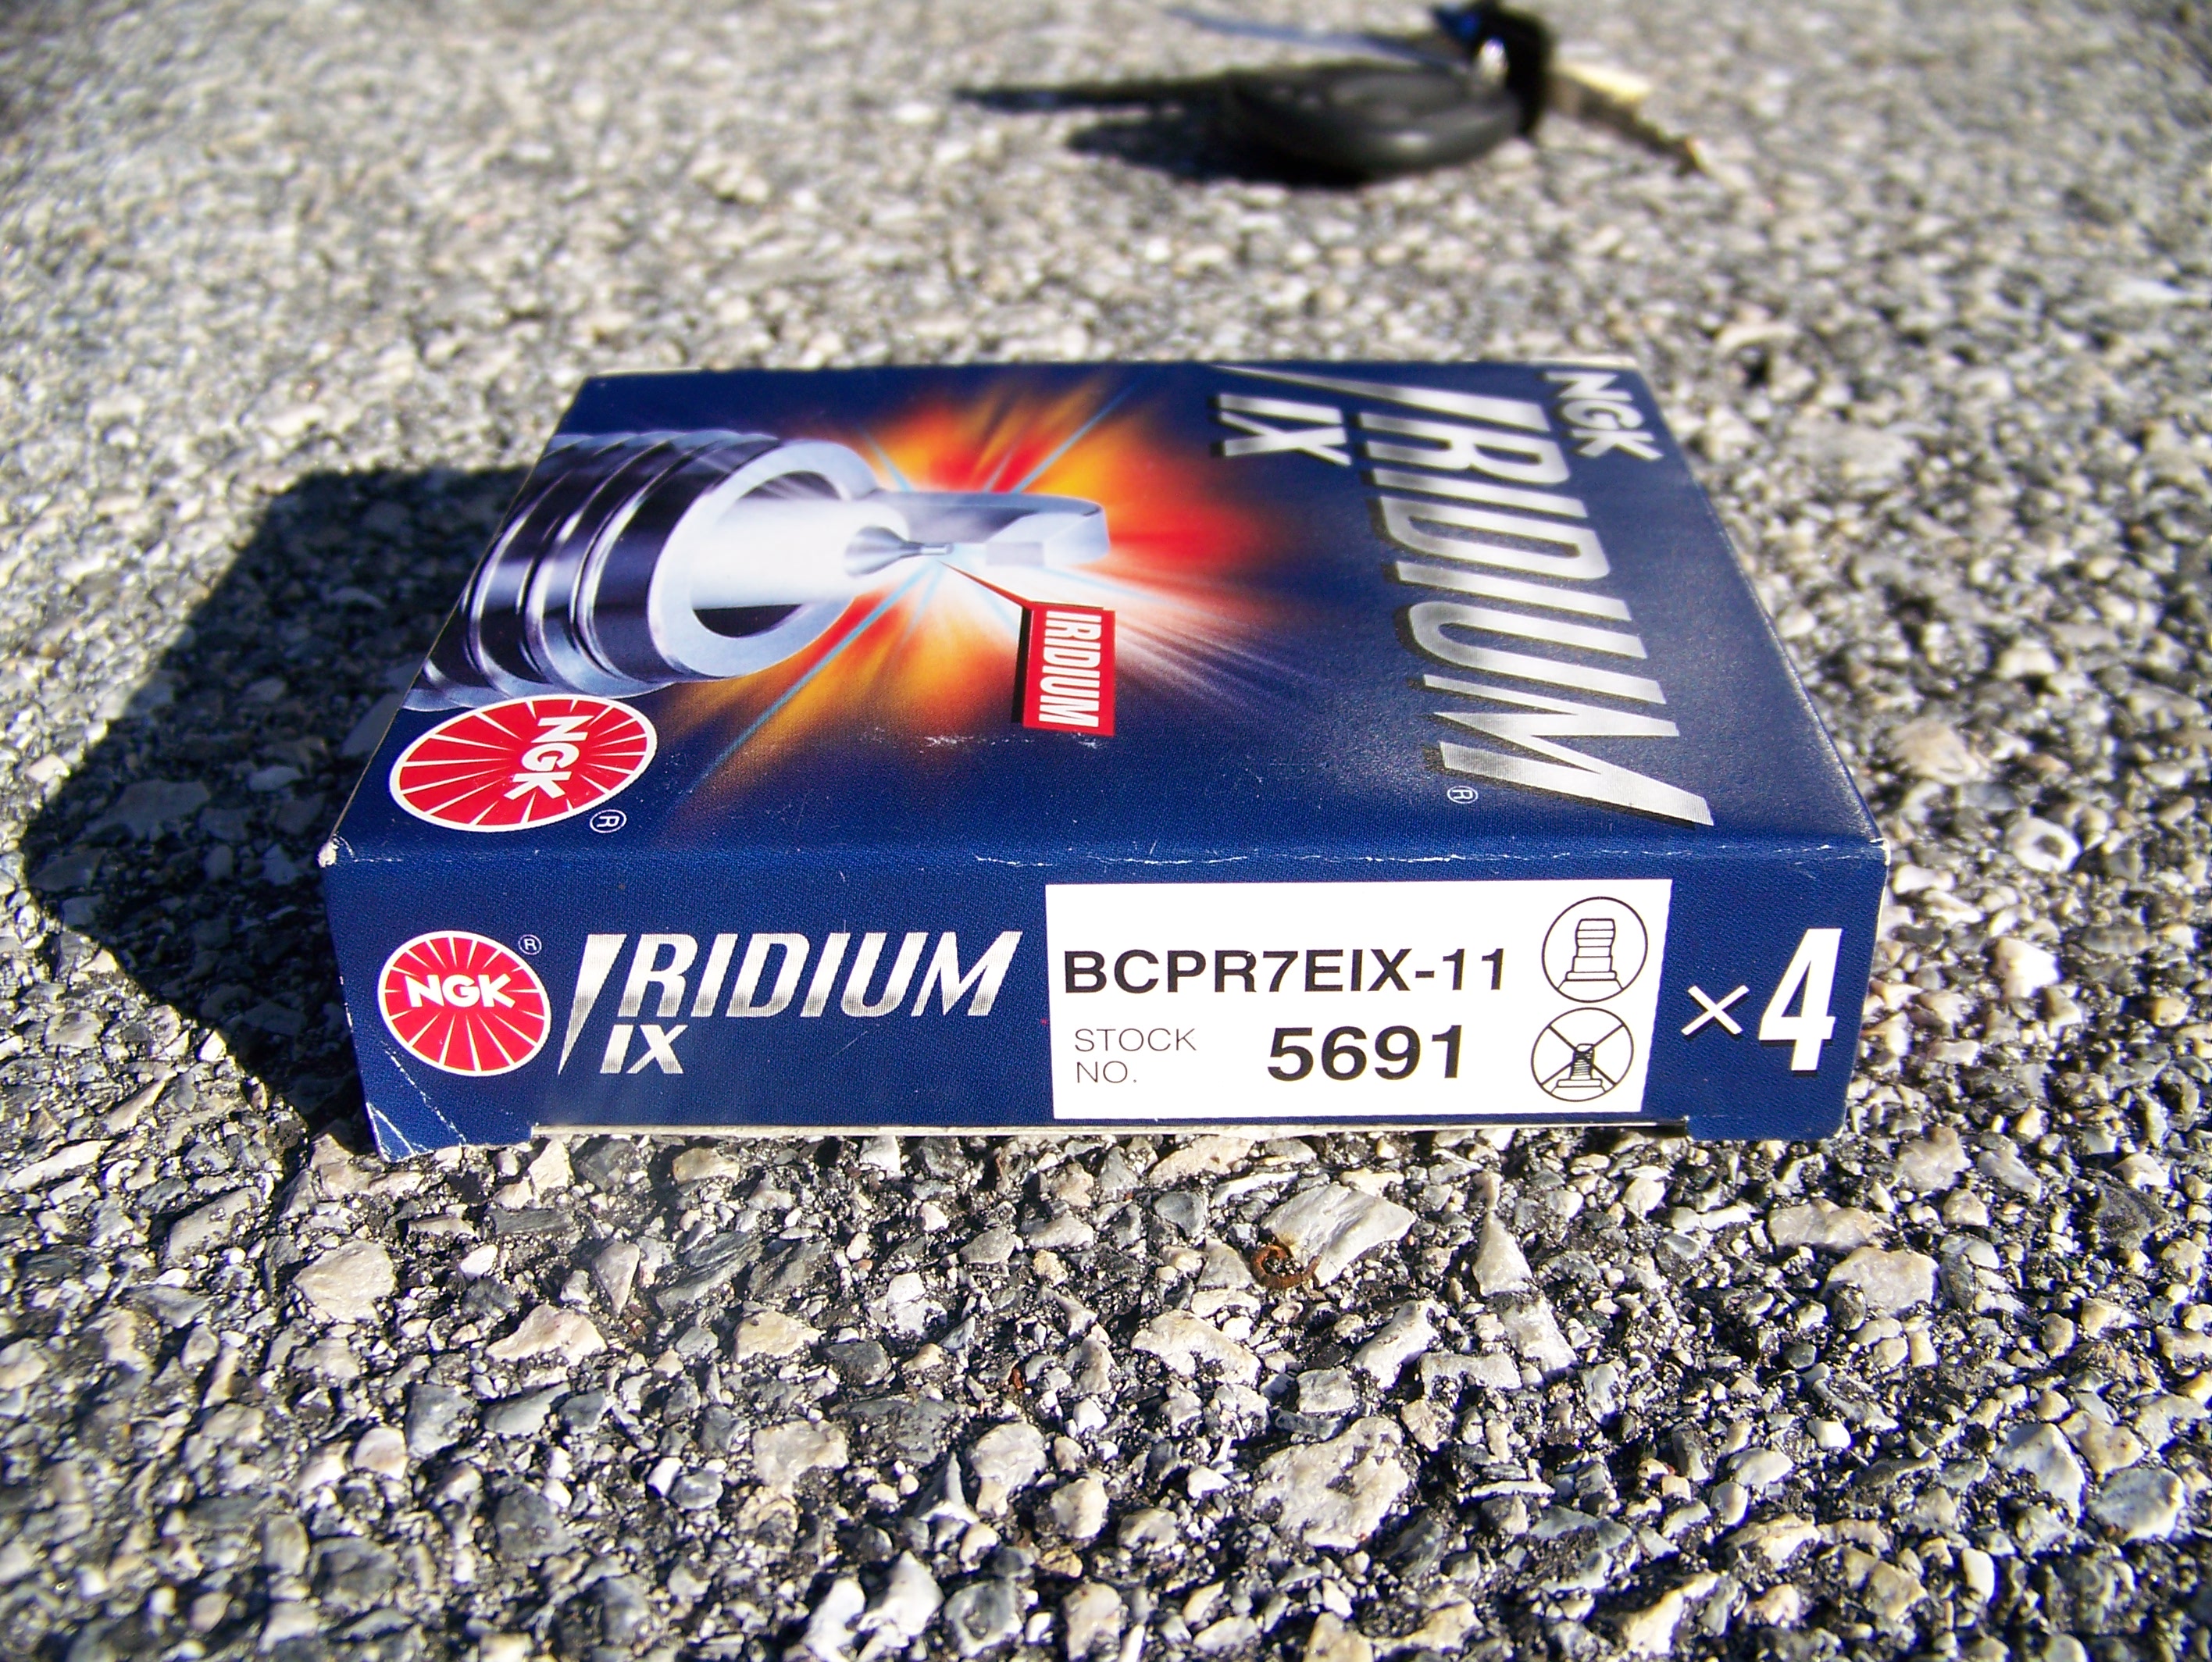 NGK
IRIDIUM
IX
®
IRIDIUM
NGK
®
NGK
®
IRIDIUM
IX
BCPR7EIX-11
STOCK
NO.
5691
×4